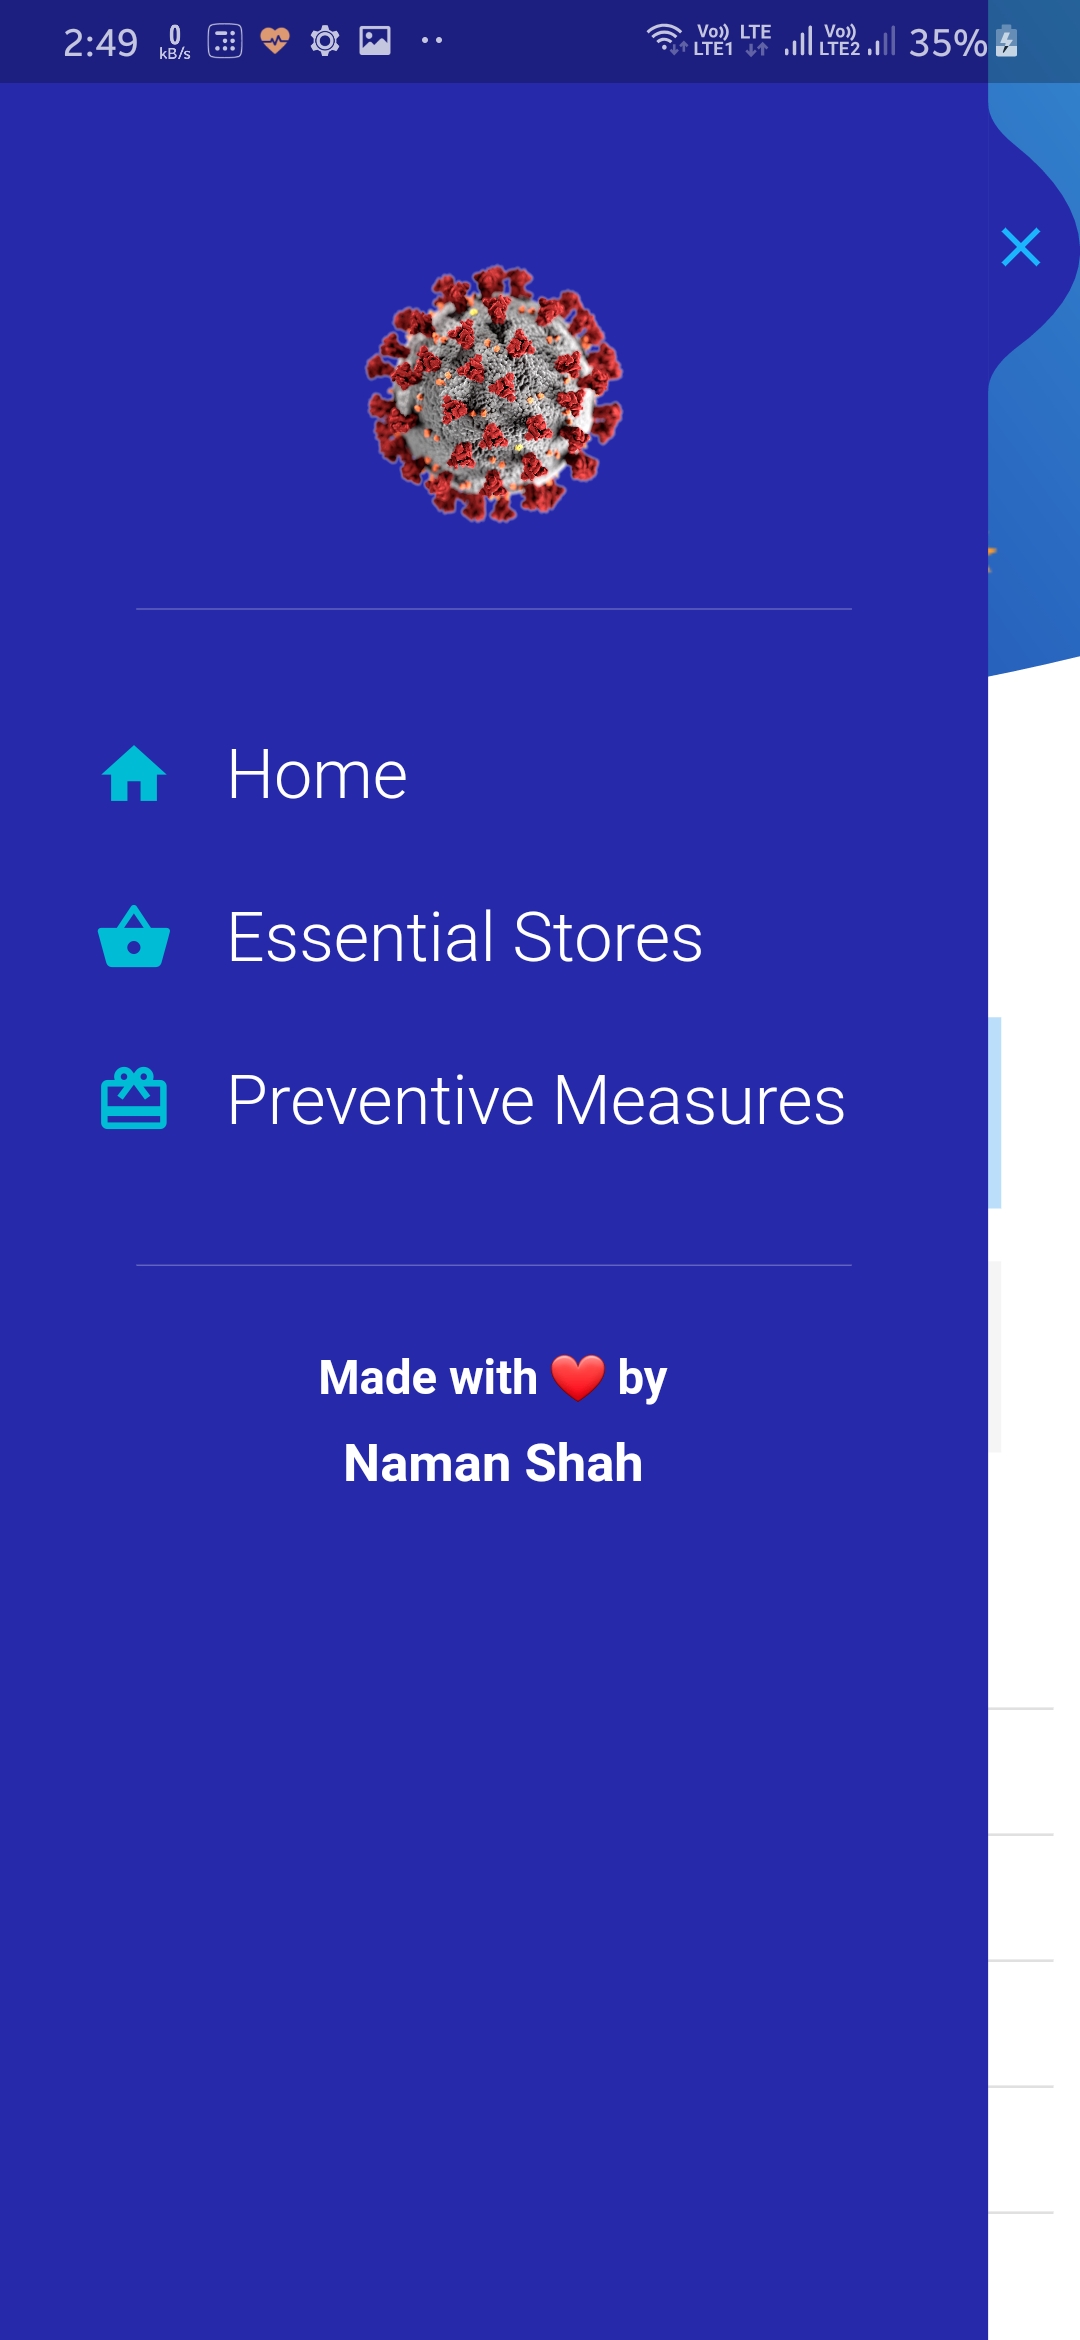 2:49 0 kB/s Vo)) LTE1 LTE Vo)) LTE2 35%
Home
Essential Stores
Preventive Measures
Made with ❤️ by
Naman Shah